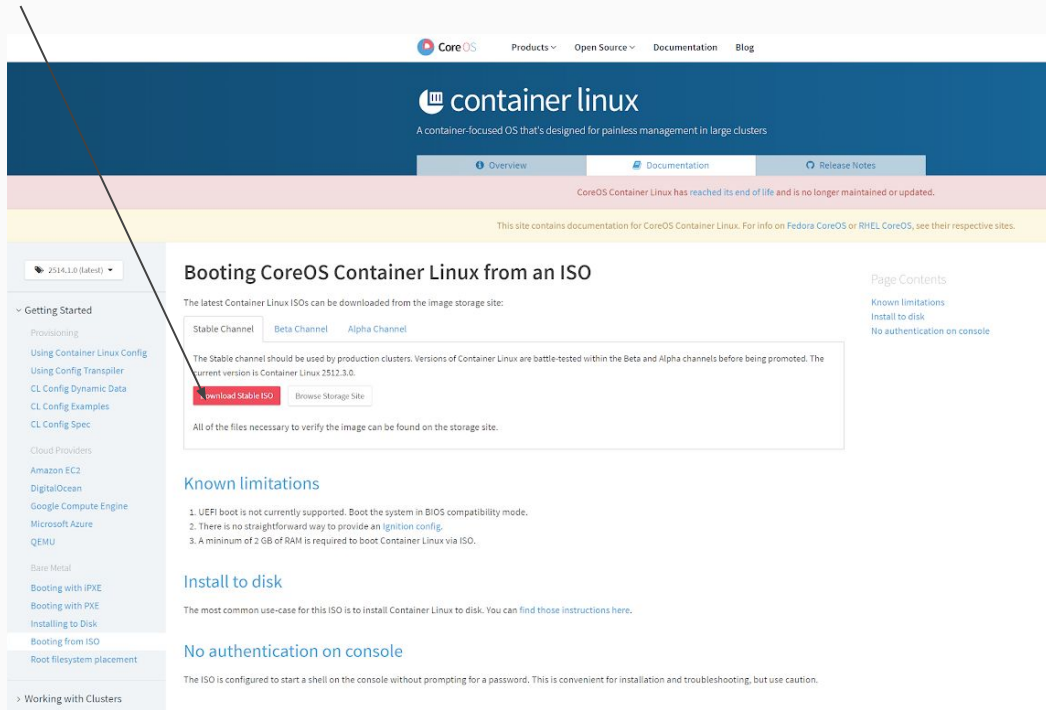 Core OS Products Open Source Documentation Blog
container linux
A container-focused OS that's designed for painless management in large clusters
Overview Documentation Release Notes
CoreOS Container Linux has reached its end of life and is no longer maintained or updated.
This site contains documentation for CoreOS Container Linux. For info on Fedora CoreOS or RHEL CoreOS, see their respective sites.
2514.1.0 (latest)
Getting Started
Provisioning
Using Container Linux Config
Using Config Transpiler
CL Config Dynamic Data
CL Config Examples
CL Config Spec
Cloud Providers
Amazon EC2
DigitalOcean
Google Compute Engine
Microsoft Azure
QEMU
Bare Metal
Booting with iPXE
Booting with PXE
Installing to Disk
Booting from ISO
Root filesystem placement
Working with Clusters
Booting CoreOS Container Linux from an ISO
The latest Container Linux ISOs can be downloaded from the image storage site:
Stable Channel Beta Channel Alpha Channel
The Stable channel should be used by production clusters. Versions of Container Linux are battle-tested within the Beta and Alpha channels before being promoted. The
current version is Container Linux 2512.3.0.
Download Stable ISO Browse Storage Site
All of the files necessary to verify the image can be found on the storage site.
Known limitations
1. UEFI boot is not currently supported. Boot the system in BIOS compatibility mode.
2. There is no straightforward way to provide an Ignition config.
3. A mininum of 2 GB of RAM is required to boot Container Linux via ISO.
Install to disk
The most common use-case for this ISO is to install Container Linux to disk. You can find those instructions here.
No authentication on console
The ISO is configured to start a shell on the console without prompting for a password. This is convenient for installation and troubleshooting, but use caution.
Page Contents
Known limitations
Install to disk
No authentication on console